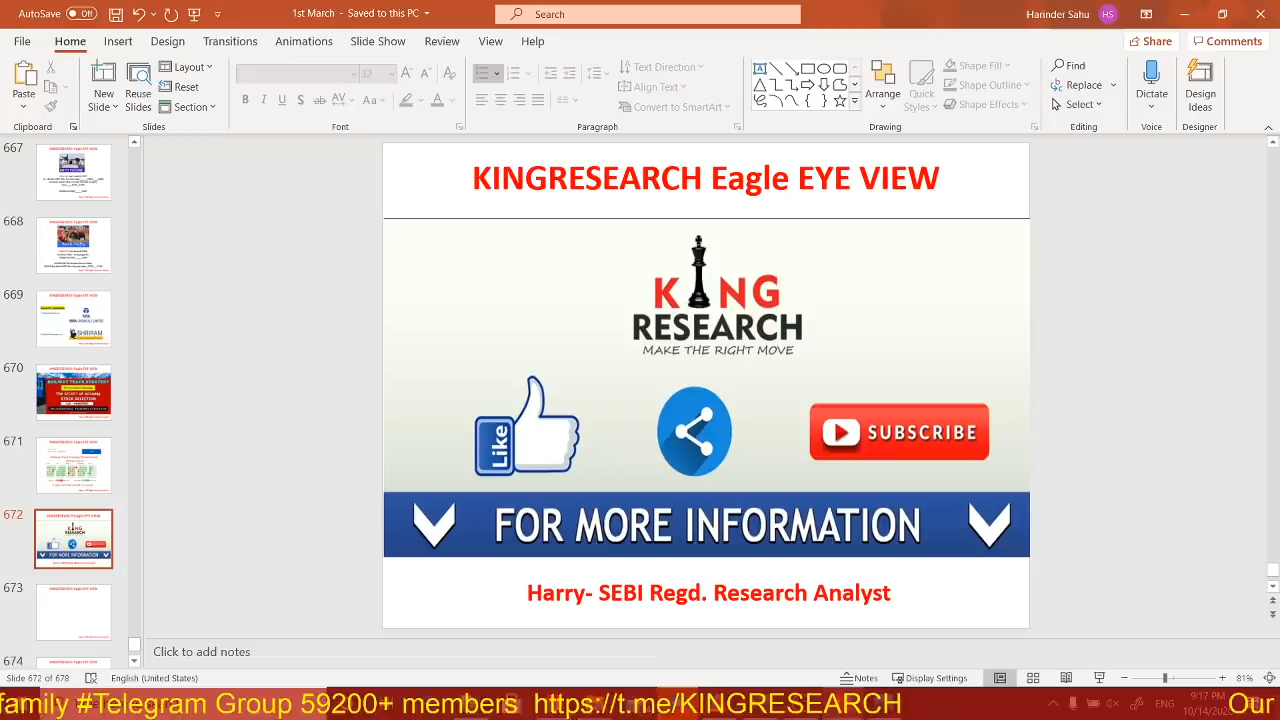 Off
1st March - Eagle - Saved to this PC
Search
Harinder Sahu
File
Home
Insert
Design
Transitions
Animations
Slide Show
Review
View
Help
Share
Comments
Paste
New
Slide
Reuse
Slides
Layout
Reset
Section
32
Text Direction
Align Text
Convert to SmartArt
Arrange
Quick
Styles
Shape Fill
Shape Outline
Shape Effects
Find
Replace
Select
Dictate
Design
Ideas
Clipboard
Slides
Font
Paragraph
Drawing
Editing
Voice
Designer
667
668
669
670
671
672
673
674
KINGRESEARCH Eagle EYE VIEW
KING
RESEARCH
MAKE THE RIGHT MOVE
Like
SUBSCRIBE
FOR MORE INFORMATION
Harry- SEBI Regd. Research Analyst
Click to add notes
Slide 672 of 678
English (United States)
Notes
Display Settings
81%
9:17 PM
family #Telegram Group 59200+ members https://t.me/KINGRESEARCH
Our